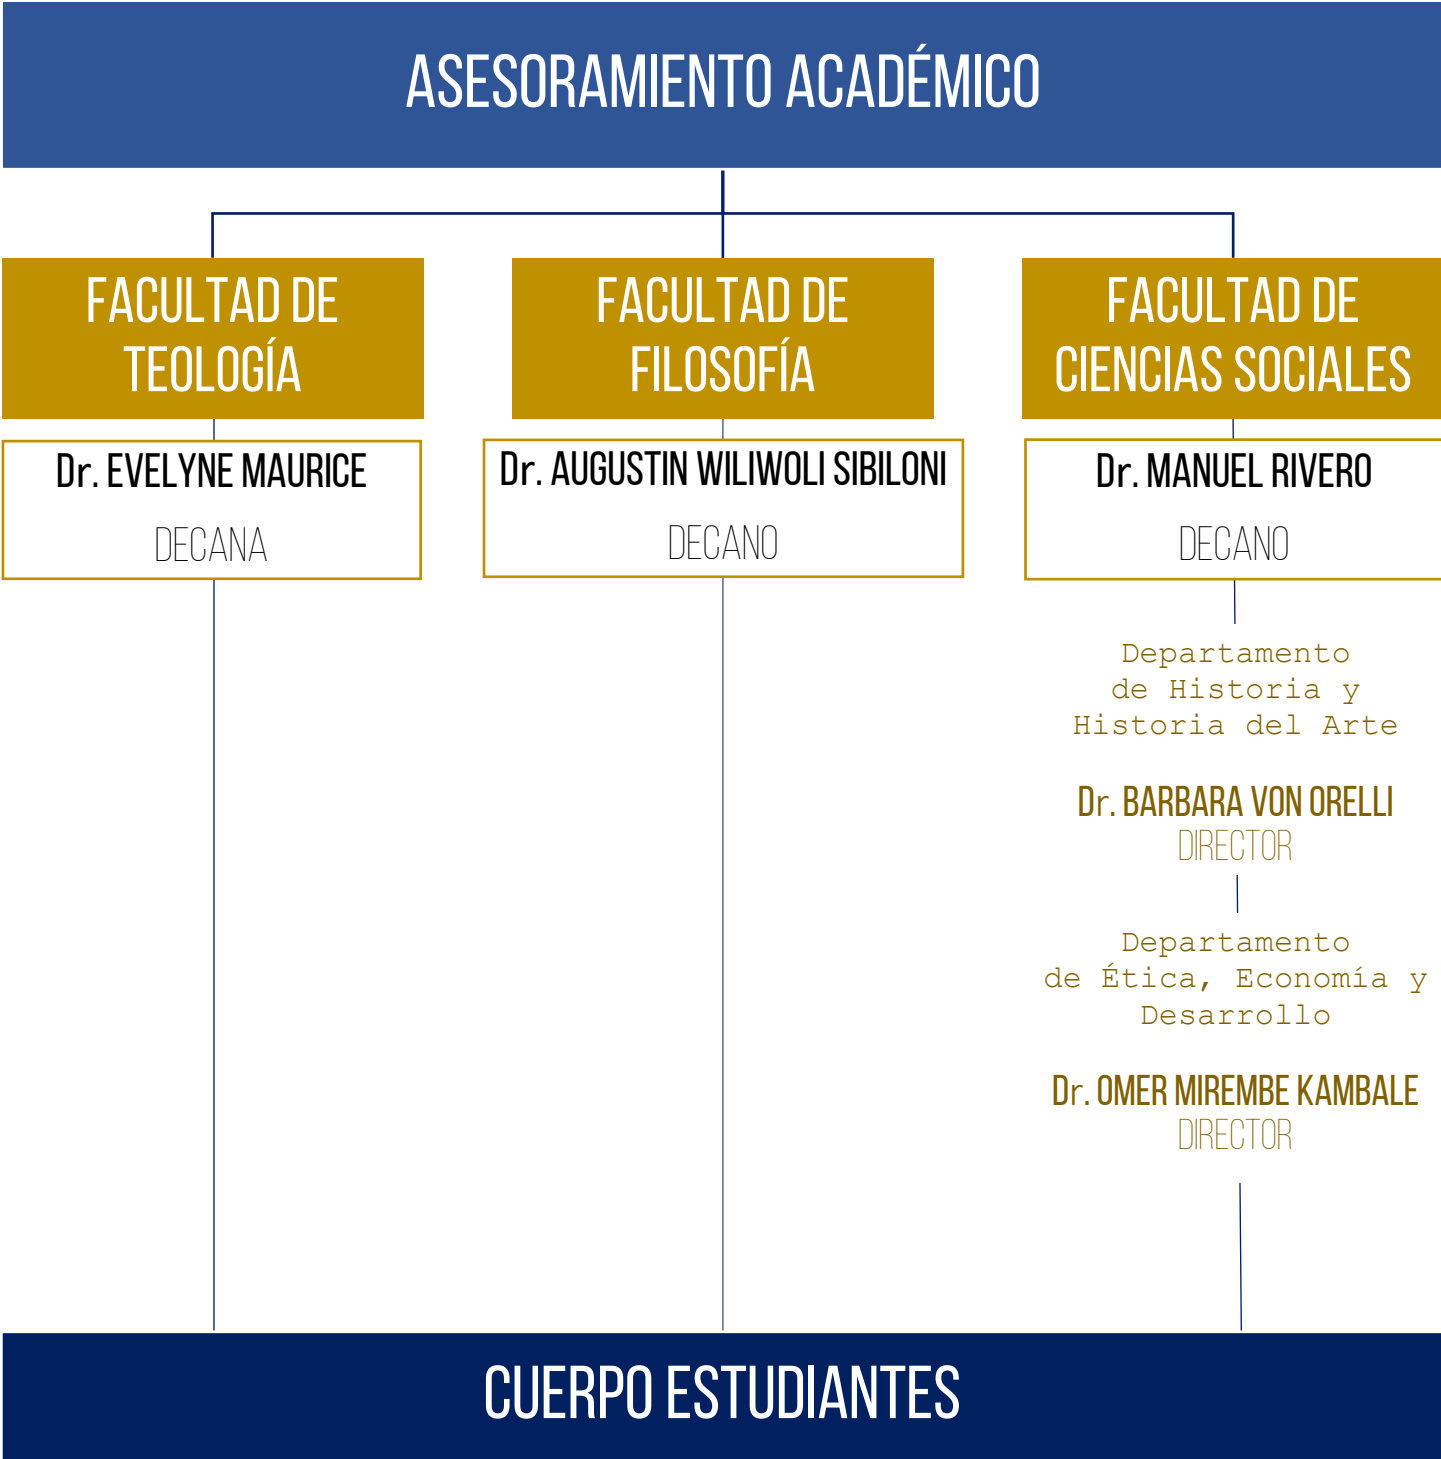 ASESORAMIENTO ACADÉMICO
FACULTAD DE
TEOLOGÍA
Dr. EVELYNE MAURICE
DECANA
FACULTAD DE
FILOSOFÍA
Dr. AUGUSTIN WILIWOLI SIBILONI
DECANO
FACULTAD DE
CIENCIAS SOCIALES
Dr. MANUEL RIVERO
DECANO
Departamento
de Historia y
Historia del Arte
Dr. BARBARA VON ORELLI
DIRECTOR
Departamento
de Ética, Economía y
Desarrollo
Dr. OMER MIREMBE KAMBALE
DIRECTOR
CUERPO ESTUDIANTES